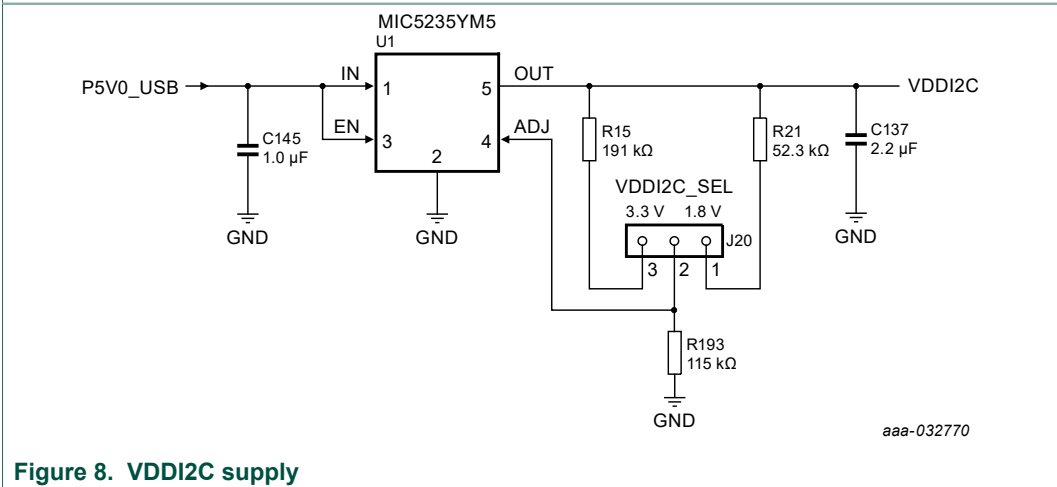 MIC5235YM5
U1
P5V0_USB
IN
1
EN
3
2
5
OUT
4
ADJ
VDDI2C
C145
1.0 µF
R15
191 kΩ
R21
52.3 kΩ
C137
2.2 µF
VDDI2C_SEL
3.3 V 1.8 V
J20
3 2 1
GND
GND
GND
R193
115 kΩ
GND
aaa-032770
Figure 8. VDDI2C supply